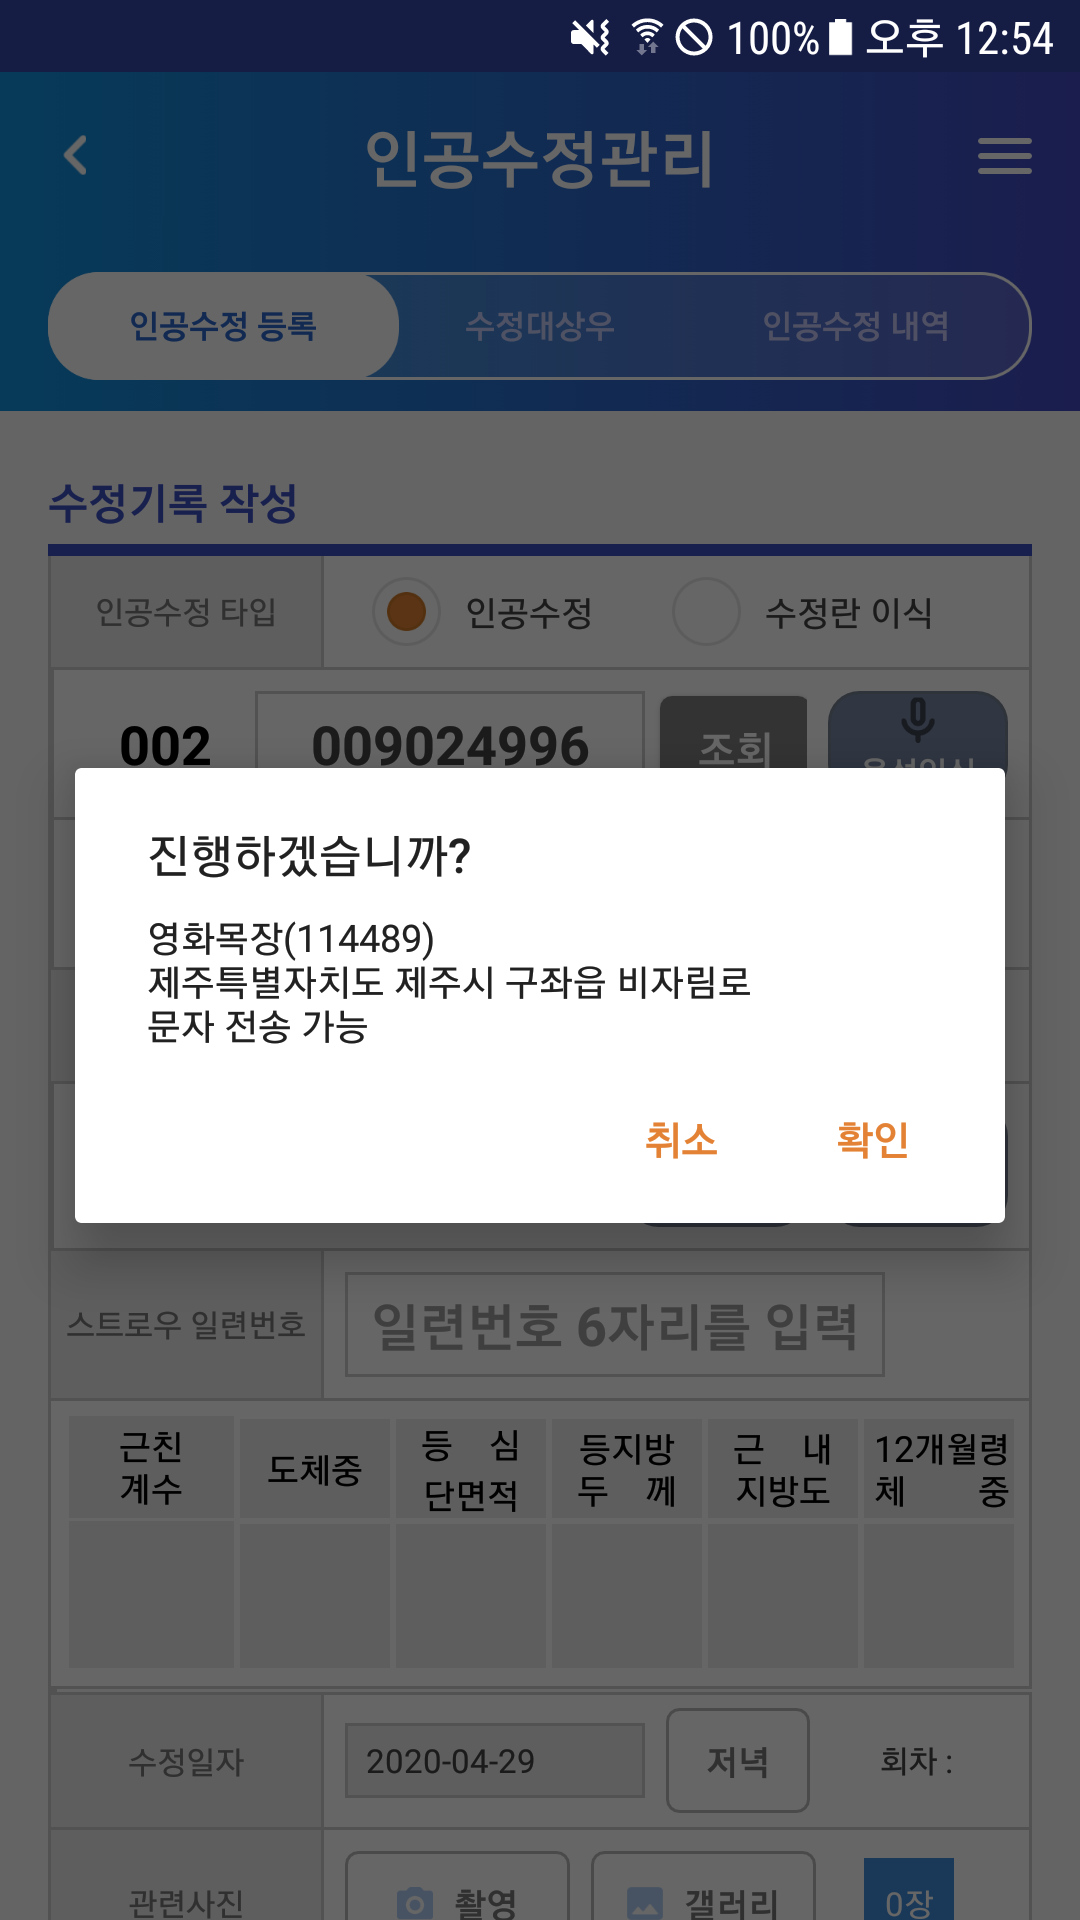 100% 오후 12:54
인공수정관리
인공수정 등록 수정대상우 인공수정 내역
수정기록 작성
인공수정 타입 인공수정 수정란 이식
002 009024996 조회
진행하겠습니까?
영화목장(114489)
제주특별자치도 제주시 구좌읍 비자림로
문자 전송 가능
취소 확인
스트로우 일련번호 일련번호 6자리를 입력
근친 계수 도체중 등 심 단면적 등지방 두 께 근 내 지방도 12개월령 체 중
수정일자 2020-04-29 저녁 회차 :
관련사진 촬영 갤러리 0장